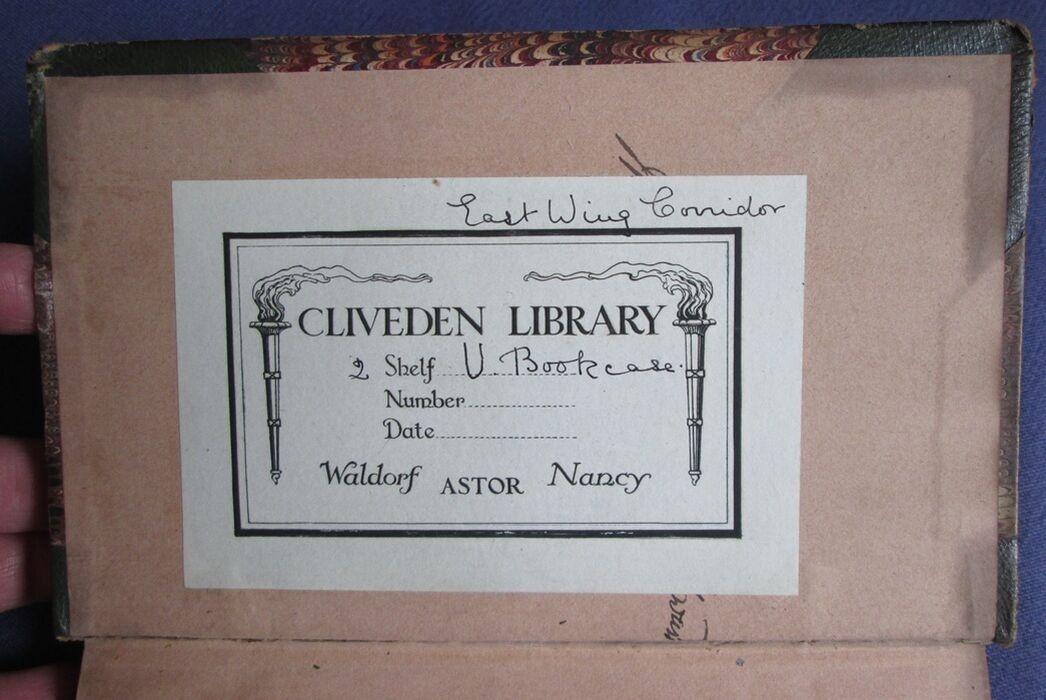 East Wing Corridor
CLIVEDEN LIBRARY
2 Shelf U. Bookcase.
Number
Date
Waldorf ASTOR Nancy